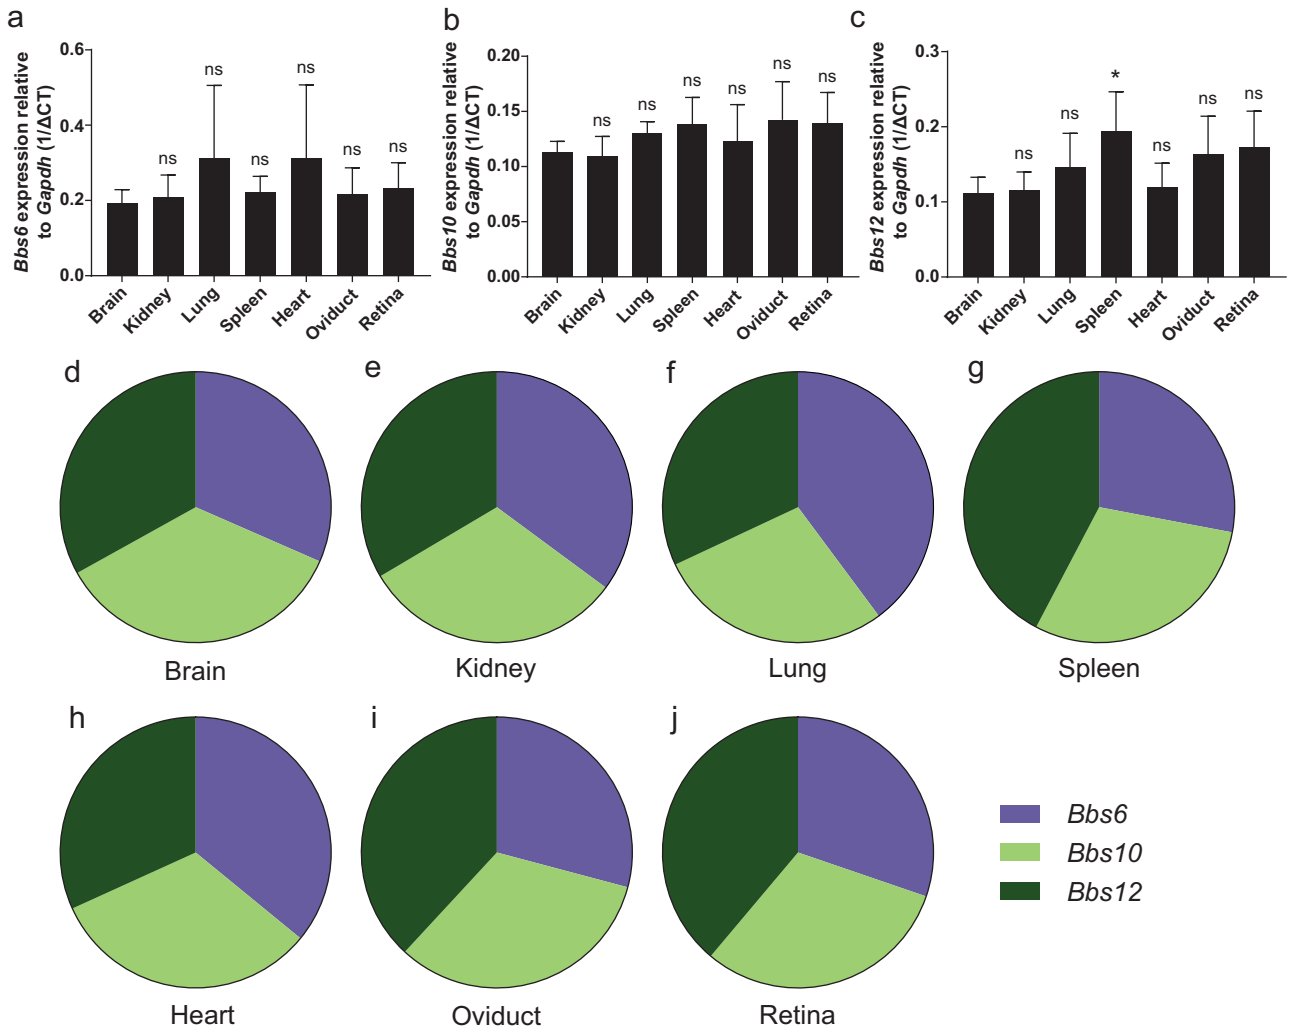 a
Bbs6 expression relative
to Gapdh (1/ΔCT)
0.6
0.4
0.2
0.0
ns
ns
ns
ns
ns
ns
Brain
Kidney
Lung
Spleen
Heart
Oviduct
Retina
b
Bbs10 expression relative
to Gapdh (1/ΔCT)
0.20
0.15
0.10
0.05
0.00
ns
ns
ns
ns
ns
ns
Brain
Kidney
Lung
Spleen
Heart
Oviduct
Retina
c
Bbs12 expression relative
to Gapdh (1/ΔCT)
0.3
0.2
0.1
0.0
ns
ns
*
ns
ns
ns
Brain
Kidney
Lung
Spleen
Heart
Oviduct
Retina
d
Brain
e
Kidney
f
Lung
g
Spleen
h
Heart
i
Oviduct
j
Retina
Bbs6
Bbs10
Bbs12